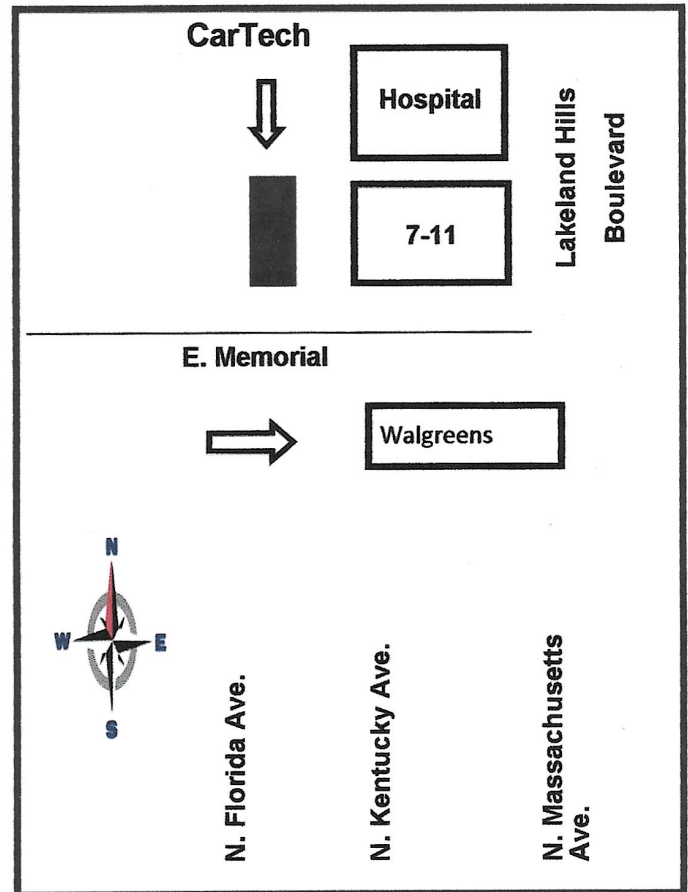 CarTech
Hospital
Lakeland Hills
Boulevard
7-11
E. Memorial
Walgreens
N
W
E
S
N. Florida Ave.
N. Kentucky Ave.
N. Massachusetts
Ave.